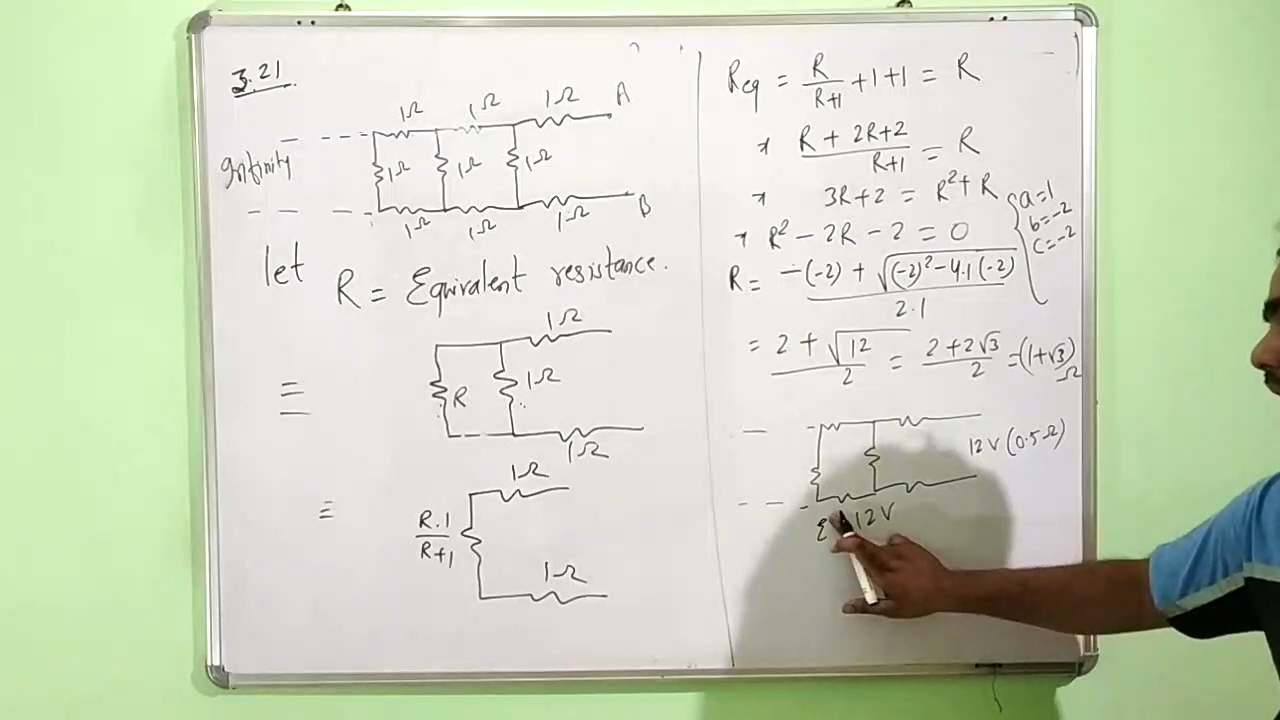 3.21
1Ω 1Ω 1Ω A
Infinity 1Ω 1Ω 1Ω
1Ω 1Ω 1Ω B
let
R = Equivalent resistance.
1Ω
= R 1Ω
1Ω
1Ω
≡ R.1/R+1
1Ω
Req = R/R+1 +1+1 = R
R + 2R+2/R+1 = R
3R+2 = R²+R
a=1
b=-2
c=-2
R² - 2R - 2 = 0
R = -(-2) + √(-2)²-4.1(-2)/2.1
= 2 + √12/2 = 2+2√3/2 = (1+√3)Ω
12V (0.5Ω)
12V